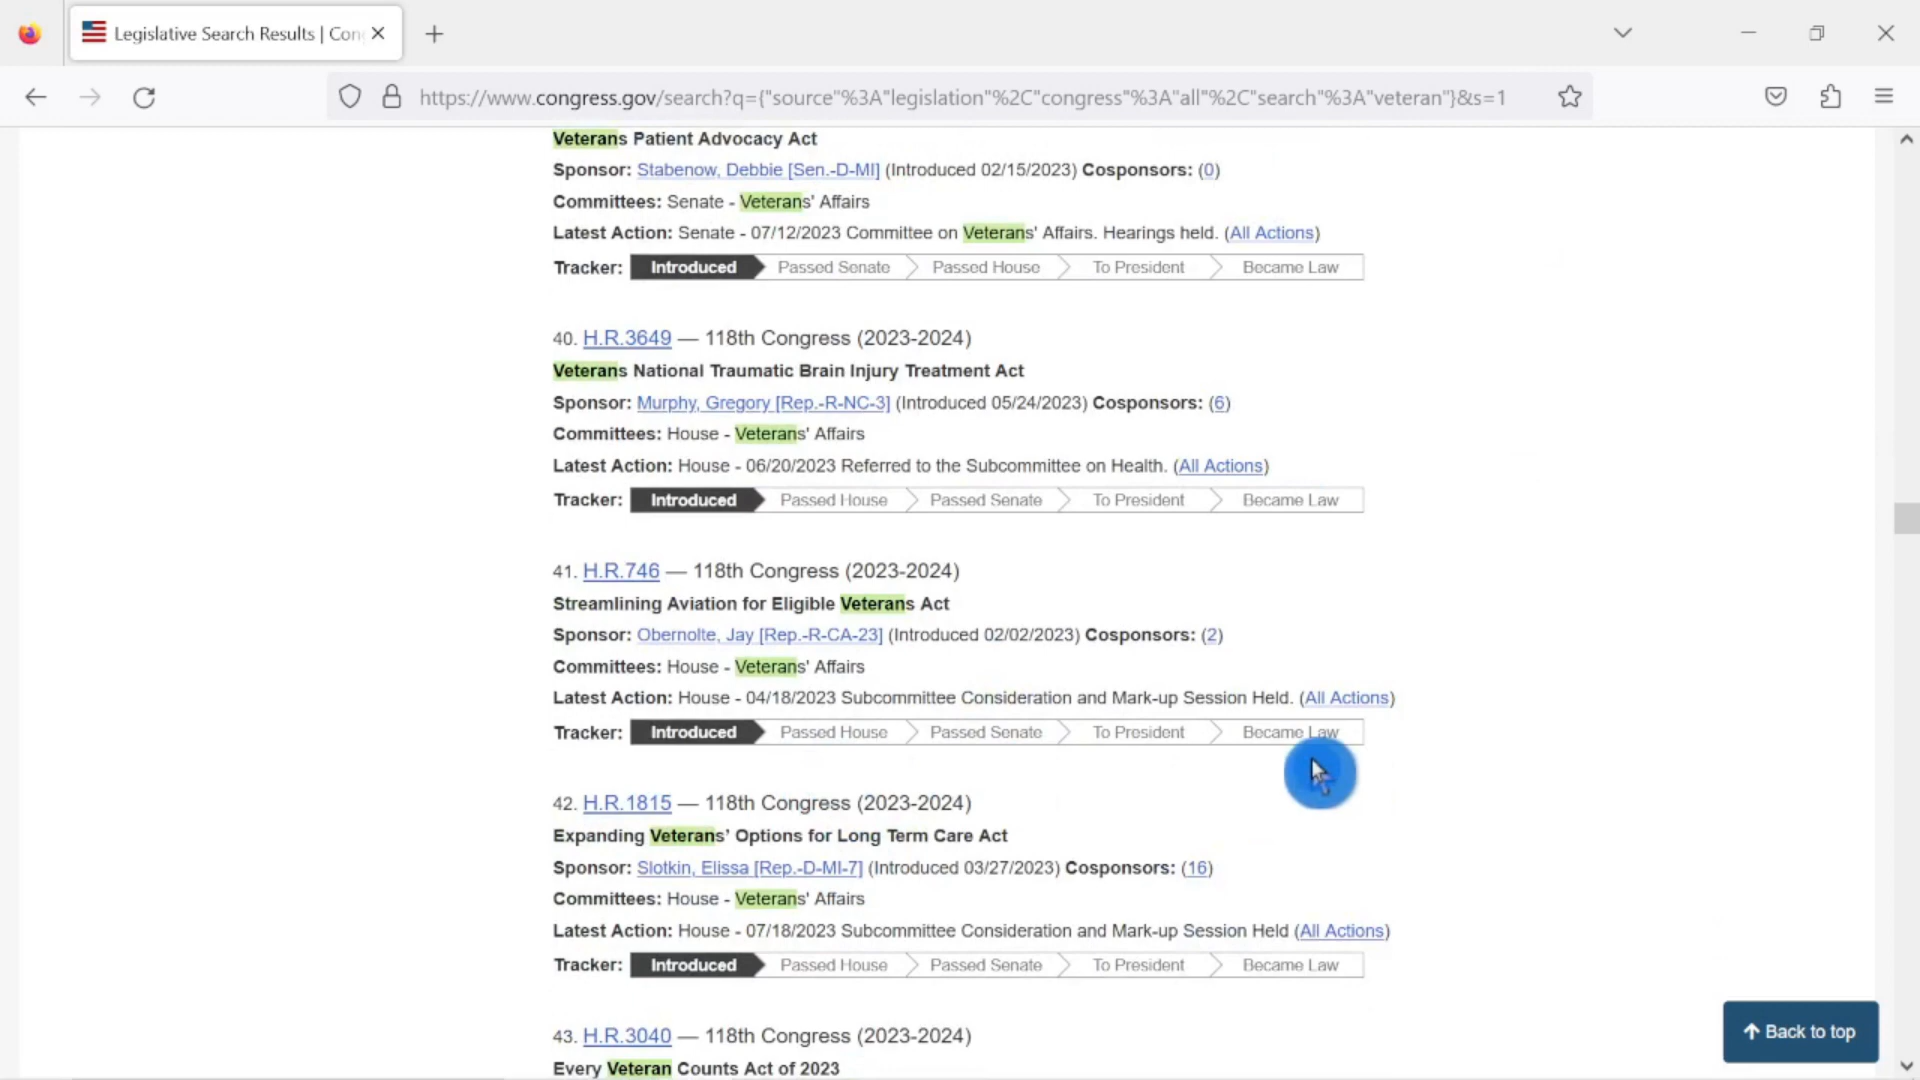 Legislative Search Results | Con
https://www.congress.gov/search?q={"source"%3A"legislation"%2C"congress"%3A"all"%2C"search"%3A"veteran"}&s=1
Veterans Patient Advocacy Act
Sponsor: Stabenow, Debbie [Sen.-D-MI] (Introduced 02/15/2023) Cosponsors: (0)
Committees: Senate - Veterans' Affairs
Latest Action: Senate - 07/12/2023 Committee on Veterans' Affairs. Hearings held. (All Actions)
Tracker: Introduced Passed Senate Passed House To President Became Law
40. H.R.3649 — 118th Congress (2023-2024)
Veterans National Traumatic Brain Injury Treatment Act
Sponsor: Murphy, Gregory [Rep.-R-NC-3] (Introduced 05/24/2023) Cosponsors: (6)
Committees: House - Veterans' Affairs
Latest Action: House - 06/20/2023 Referred to the Subcommittee on Health. (All Actions)
Tracker: Introduced Passed House Passed Senate To President Became Law
41. H.R.746 — 118th Congress (2023-2024)
Streamlining Aviation for Eligible Veterans Act
Sponsor: Obernolte, Jay [Rep.-R-CA-23] (Introduced 02/02/2023) Cosponsors: (2)
Committees: House - Veterans' Affairs
Latest Action: House - 04/18/2023 Subcommittee Consideration and Mark-up Session Held. (All Actions)
Tracker: Introduced Passed House Passed Senate To President Became Law
42. H.R.1815 — 118th Congress (2023-2024)
Expanding Veterans’ Options for Long Term Care Act
Sponsor: Slotkin, Elissa [Rep.-D-MI-7] (Introduced 03/27/2023) Cosponsors: (16)
Committees: House - Veterans' Affairs
Latest Action: House - 07/18/2023 Subcommittee Consideration and Mark-up Session Held (All Actions)
Tracker: Introduced Passed House Passed Senate To President Became Law
43. H.R.3040 — 118th Congress (2023-2024)
Every Veteran Counts Act of 2023
Back to top